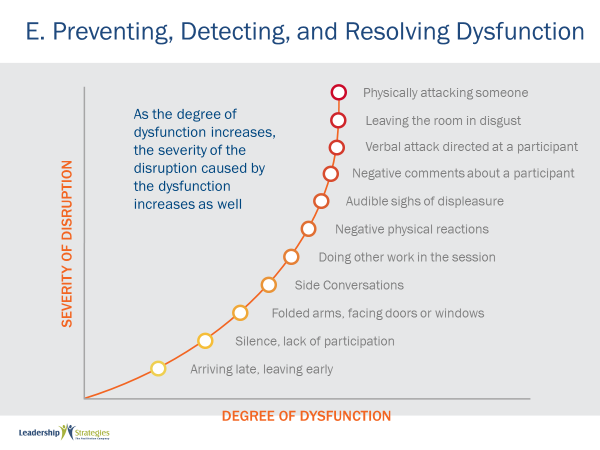 E. Preventing, Detecting, and Resolving Dysfunction
As the degree of
dysfunction increases,
the severity of the
disruption caused by
the dysfunction
increases as well
SEVERITY OF DISRUPTION
Physically attacking someone
Leaving the room in disgust
Verbal attack directed at a participant
Negative comments about a participant
Audible sighs of displeasure
Negative physical reactions
Doing other work in the session
Side Conversations
Folded arms, facing doors or windows
Silence, lack of participation
Arriving late, leaving early
DEGREE OF DYSFUNCTION
Leadership Strategies
The Facilitation Company